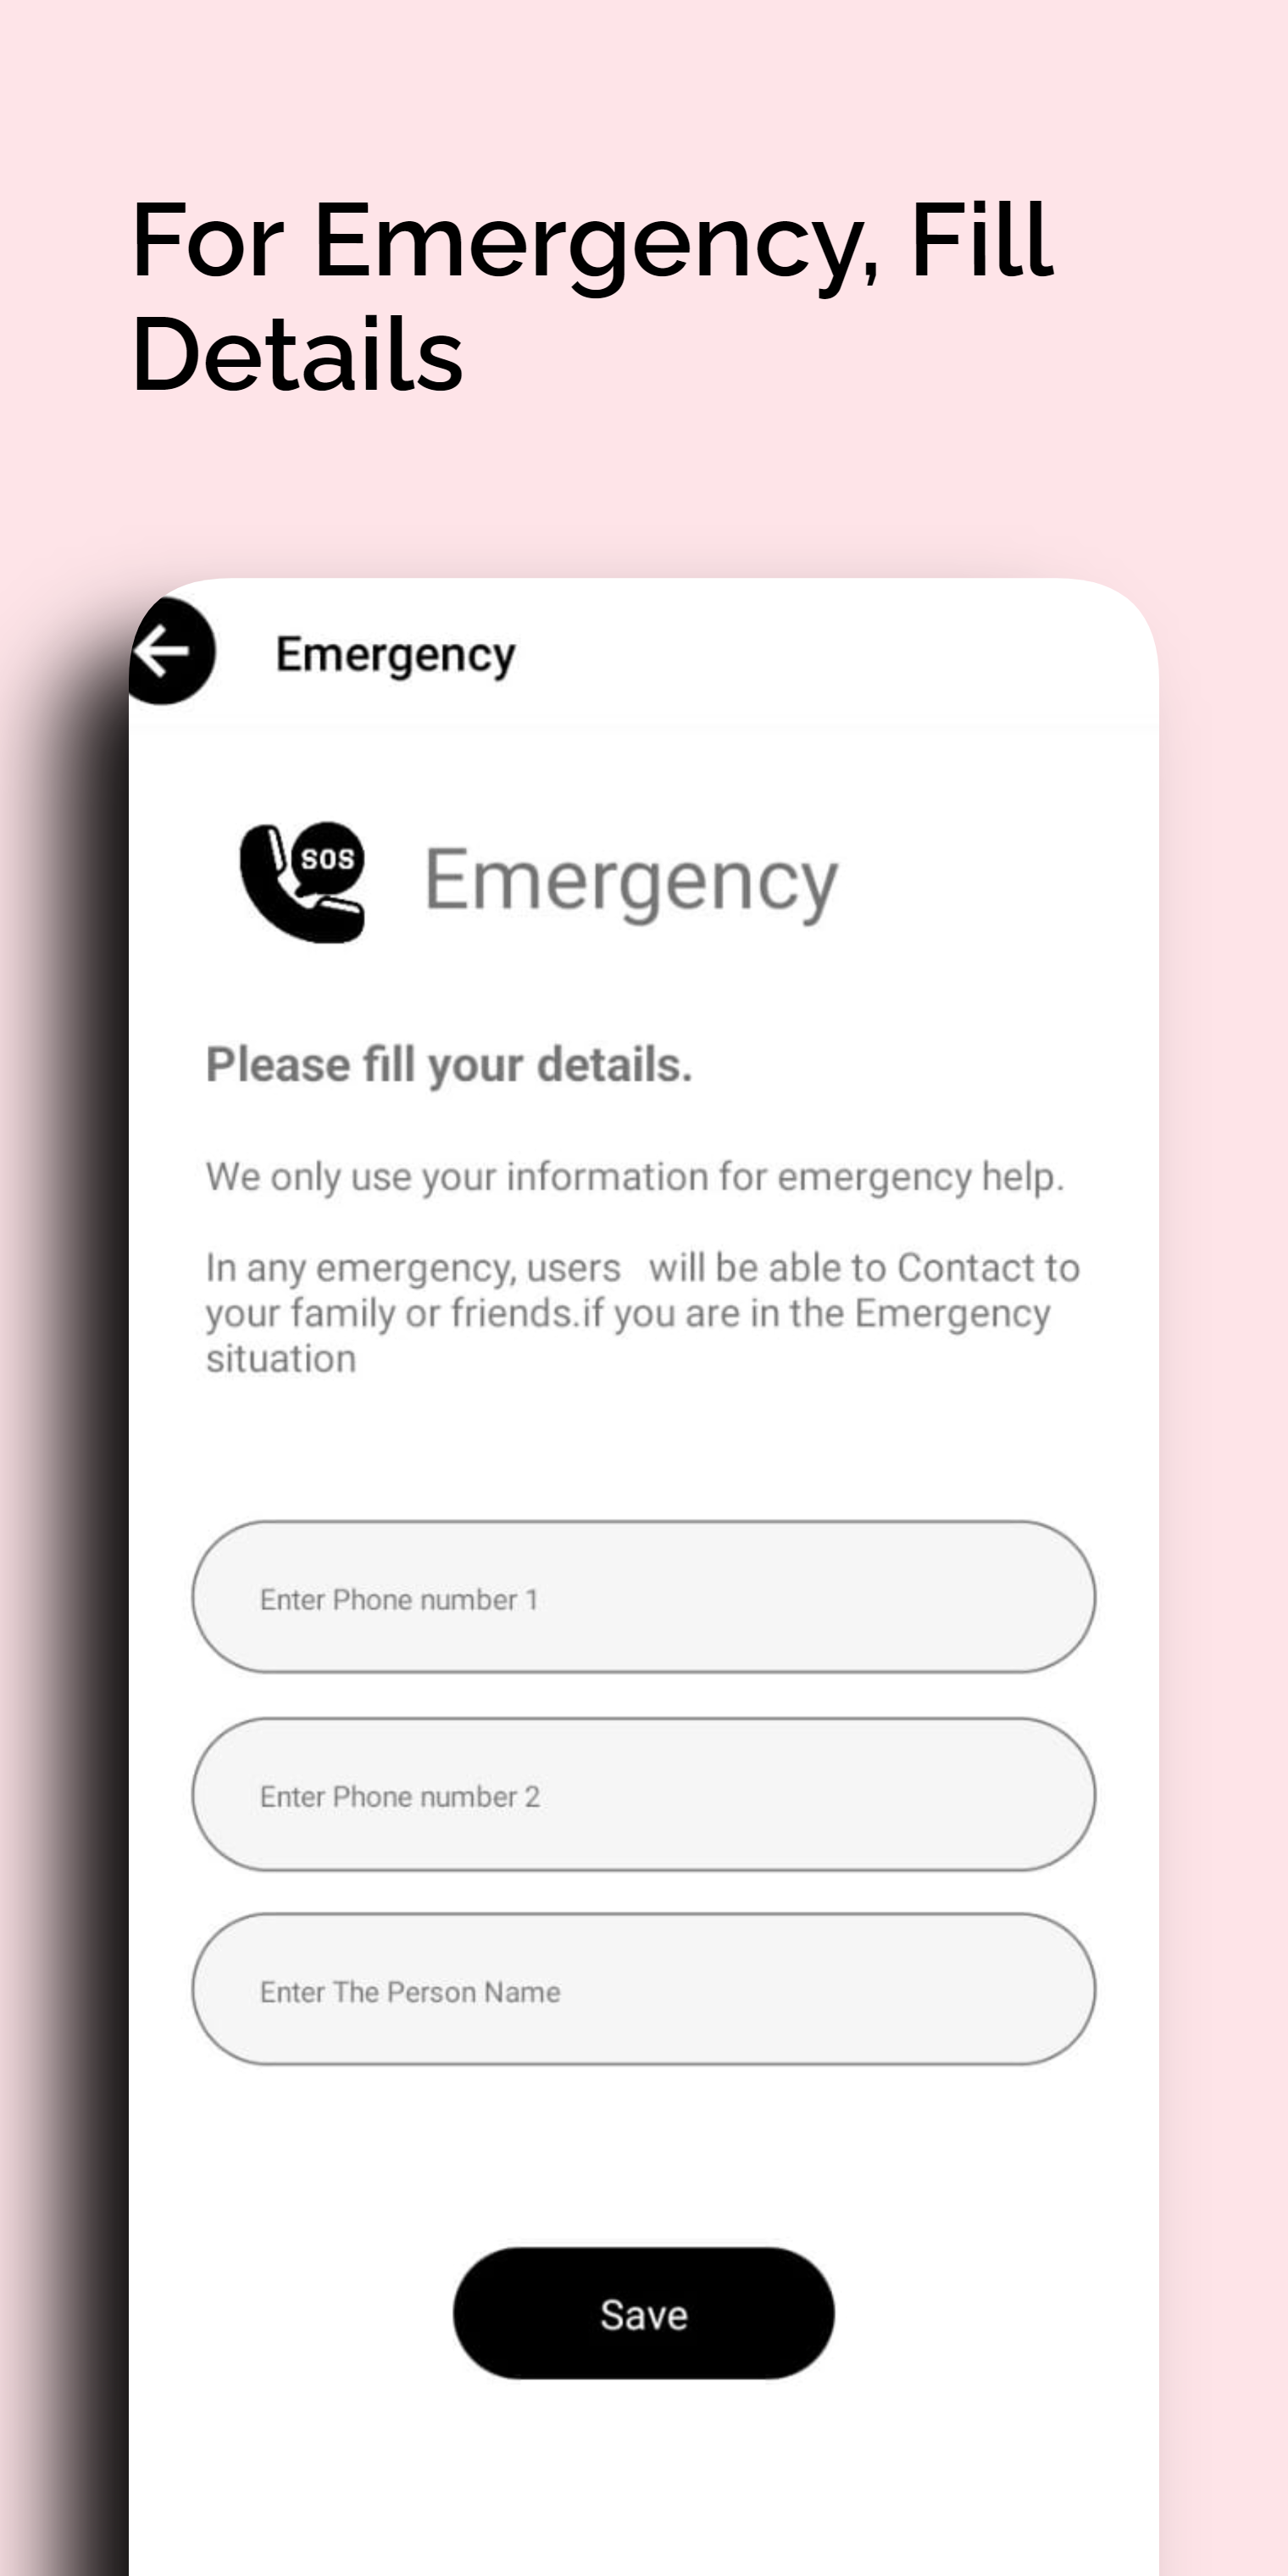 For Emergency, Fill
Details
Emergency
SOS
Emergency
Please fill your details.
We only use your information for emergency help.
In any emergency, users   will be able to Contact to
your family or friends.if you are in the Emergency
situation
Enter Phone number 1
Enter Phone number 2
Enter The Person Name
Save